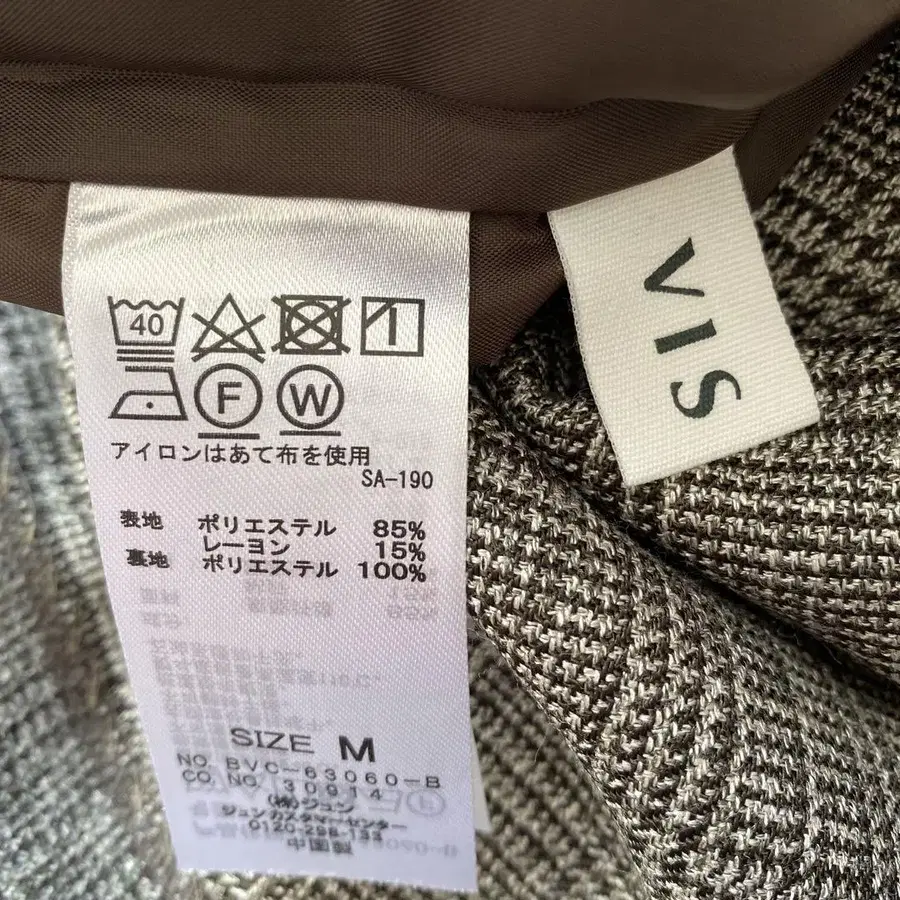 40
F W
アイロンはあて布を使用
SA-190
表地 ポリエステル 85%
レーヨン 15%
裏地 ポリエステル 100%
SIZE M
NO. BVC-63060-B
CO. NO. 30914
(株)ジュン
ジュンカスタマーセンター
0120-298-133
中国製
VIS